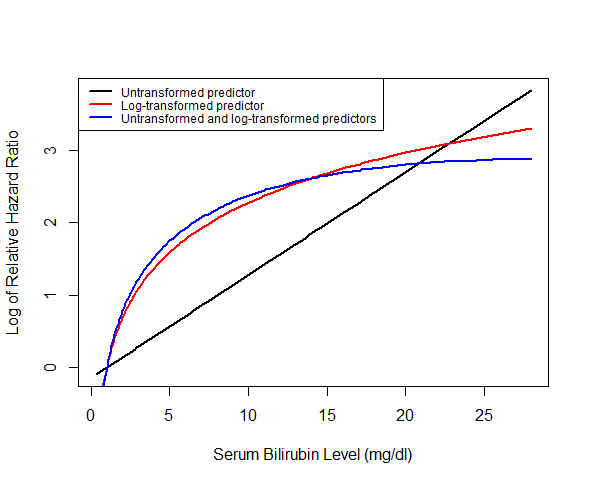 Untransformed predictor
Log-transformed predictor
Untransformed and log-transformed predictors
Log of Relative Hazard Ratio
3
2
1
0
0 5 10 15 20 25
Serum Bilirubin Level (mg/dl)